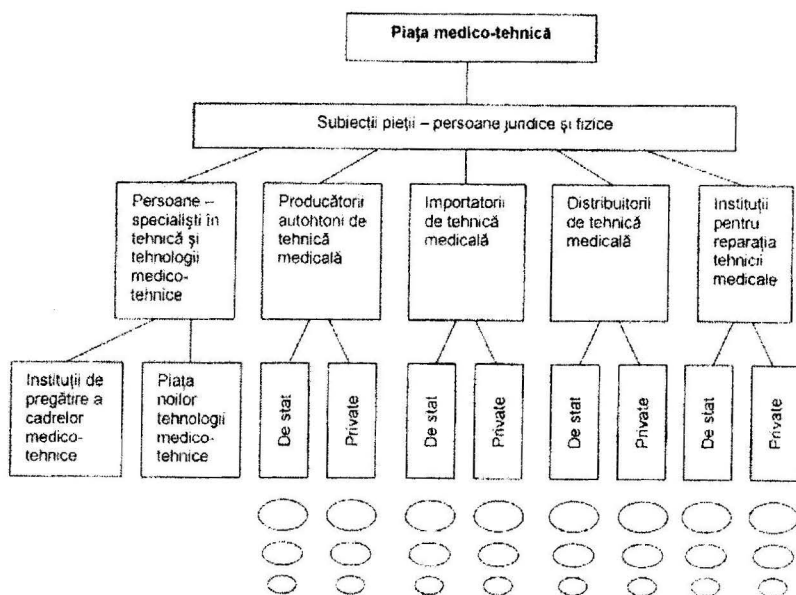 Piața medico-tehnică
Subiecții pieții – persoane juridice și fizice
Persoane –
specialiști în
tehnică și
tehnologii
medico-
tehnice
Producătorii
autohtoni de
tehnică
medicală
Importatorii
de tehnică
medicală
Distribuitorii
de tehnică
medicală
Instituții
pentru
reparația
tehnicii
medicale
Instituții de
pregătire a
cadrelor
medico-
tehnice
Piața
noilor
tehnologii
medico-
tehnice
De stat
Private
De stat
Private
De stat
Private
De stat
Private